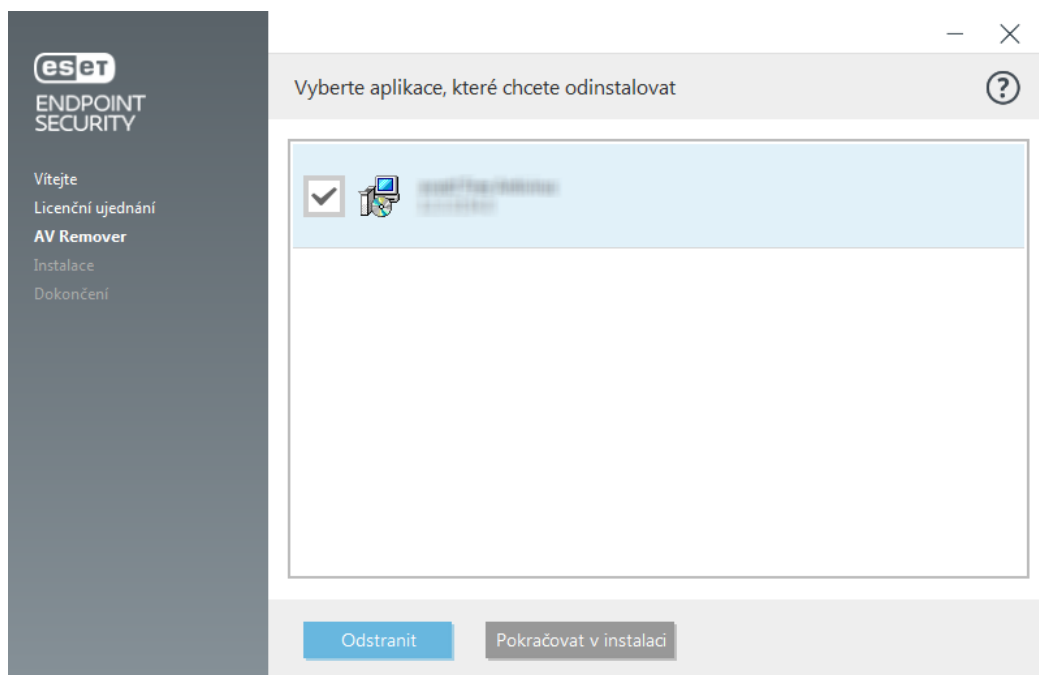 eset
ENDPOINT
SECURITY
Vítejte
Licenční ujednání
AV Remover
Instalace
Dokončení
Vyberte aplikace, které chcete odinstalovat
?
Odstranit
Pokračovat v instalaci